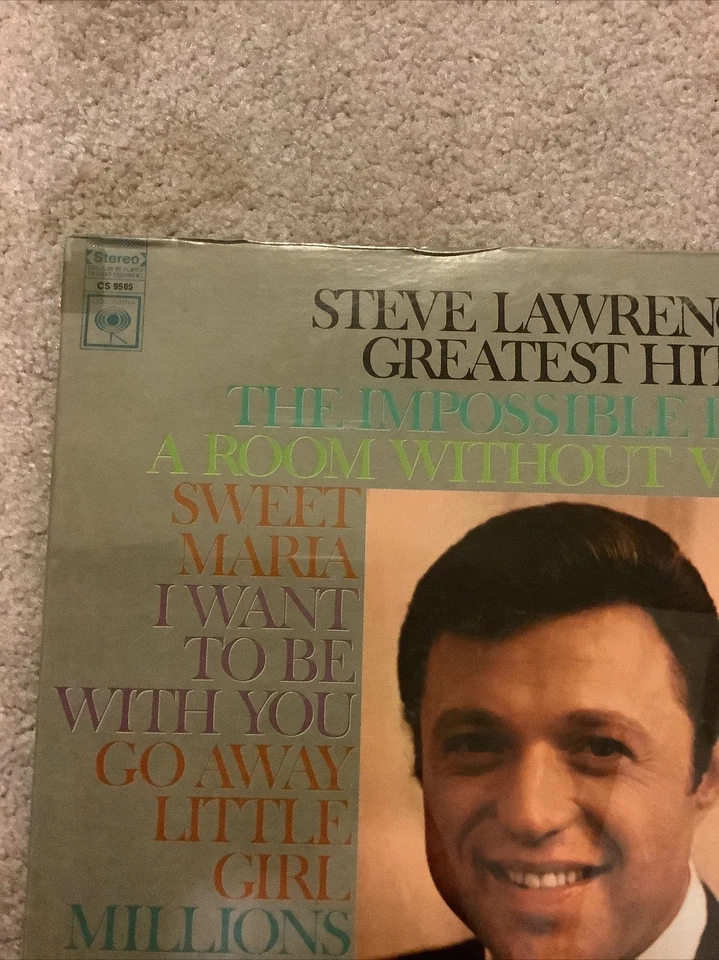 Stereo
CS 9565
STEVE LAWRENC
GREATEST HIT
THE IMPOSSIBLE
A ROOM WITHOUT
SWEET
MARIA
I WANT
TO BE
WITH YOU
GO AWAY
LITTLE
GIRL
MILLIONS